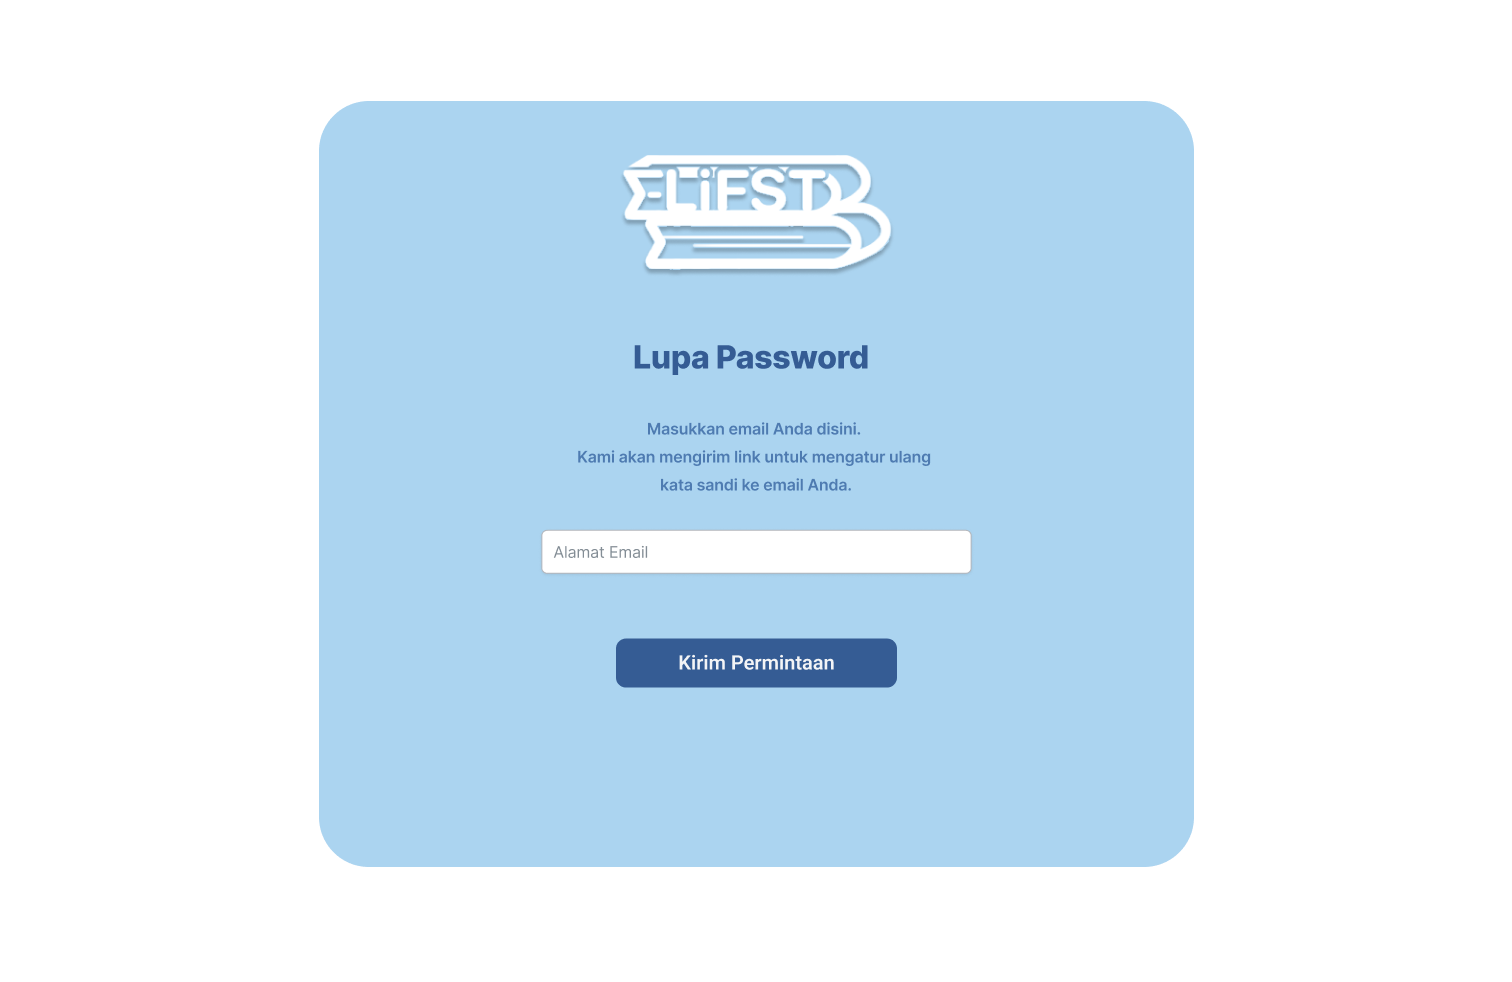 E-LiFST
Lupa Password
Masukkan email Anda disini.
Kami akan mengirim link untuk mengatur ulang
kata sandi ke email Anda.
Alamat Email
Kirim Permintaan